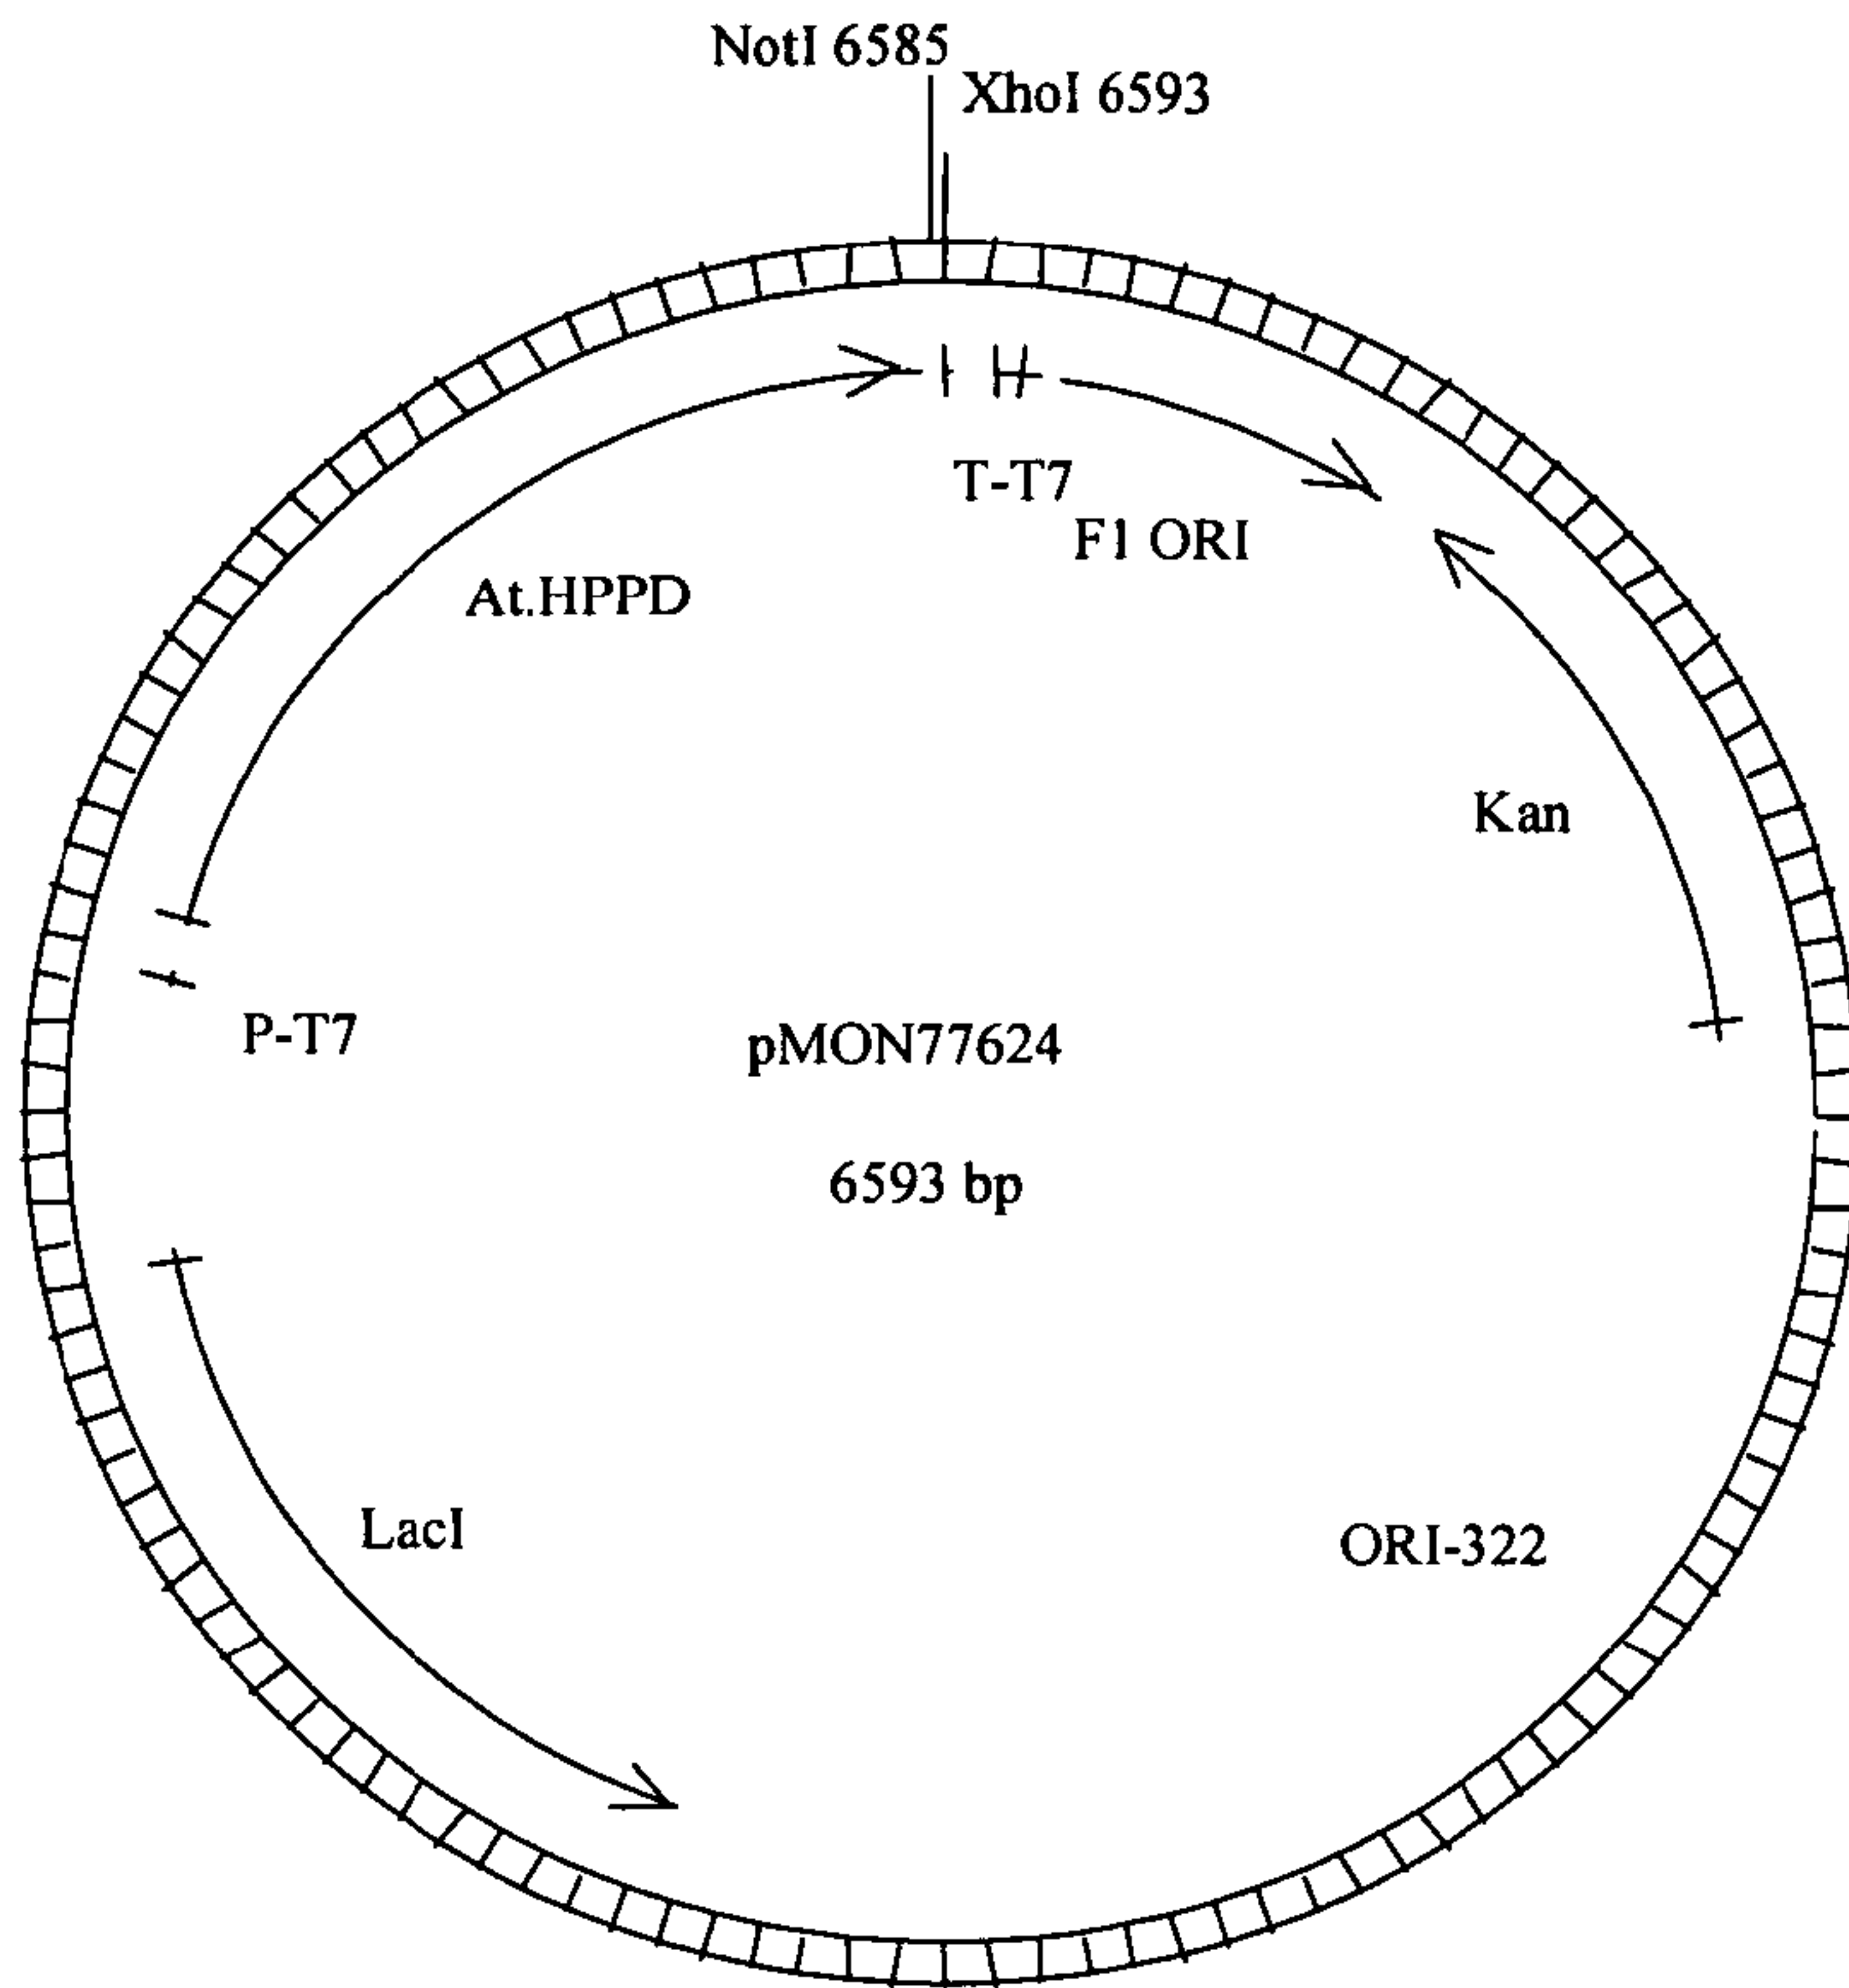 NotI 6585
XhoI 6593
T-T7
F1 ORI
At.HPPD
Kan
P-T7
pMON77624
6593 bp
LacI
ORI-322